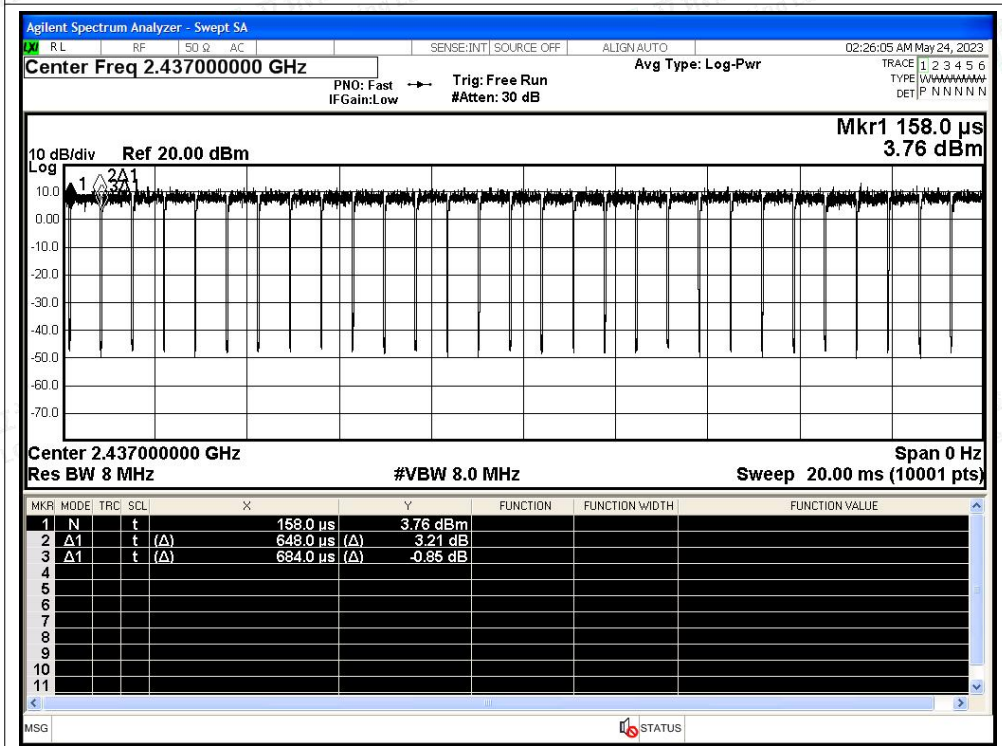 Agilent Spectrum Analyzer - Swept SA
LXI RL RF 50 Ω AC SENSE:INT SOURCE OFF ALIGN AUTO 02:26:05 AM May 24, 2023
Center Freq 2.437000000 GHz Avg Type: Log-Pwr TRACE 1 2 3 4 5 6
PNO: Fast Trig: Free Run TYPE W
IFGain:Low #Atten: 30 dB DET P N N N N N
Mkr1 158.0 µs
10 dB/div Ref 20.00 dBm 3.76 dBm
Log
1 2Δ1
3Δ1
10.0
0.00
-10.0
-20.0
-30.0
-40.0
-50.0
-60.0
-70.0
Center 2.437000000 GHz Span 0 Hz
Res BW 8 MHz #VBW 8.0 MHz Sweep 20.00 ms (10001 pts)
MKR MODE TRC SCL X Y FUNCTION FUNCTION WIDTH FUNCTION VALUE
1 N t 158.0 µs 3.76 dBm
2 Δ1 t (Δ) 648.0 µs (Δ) 3.21 dB
3 Δ1 t (Δ) 684.0 µs (Δ) -0.85 dB
4
5
6
7
8
9
10
11
MSG STATUS